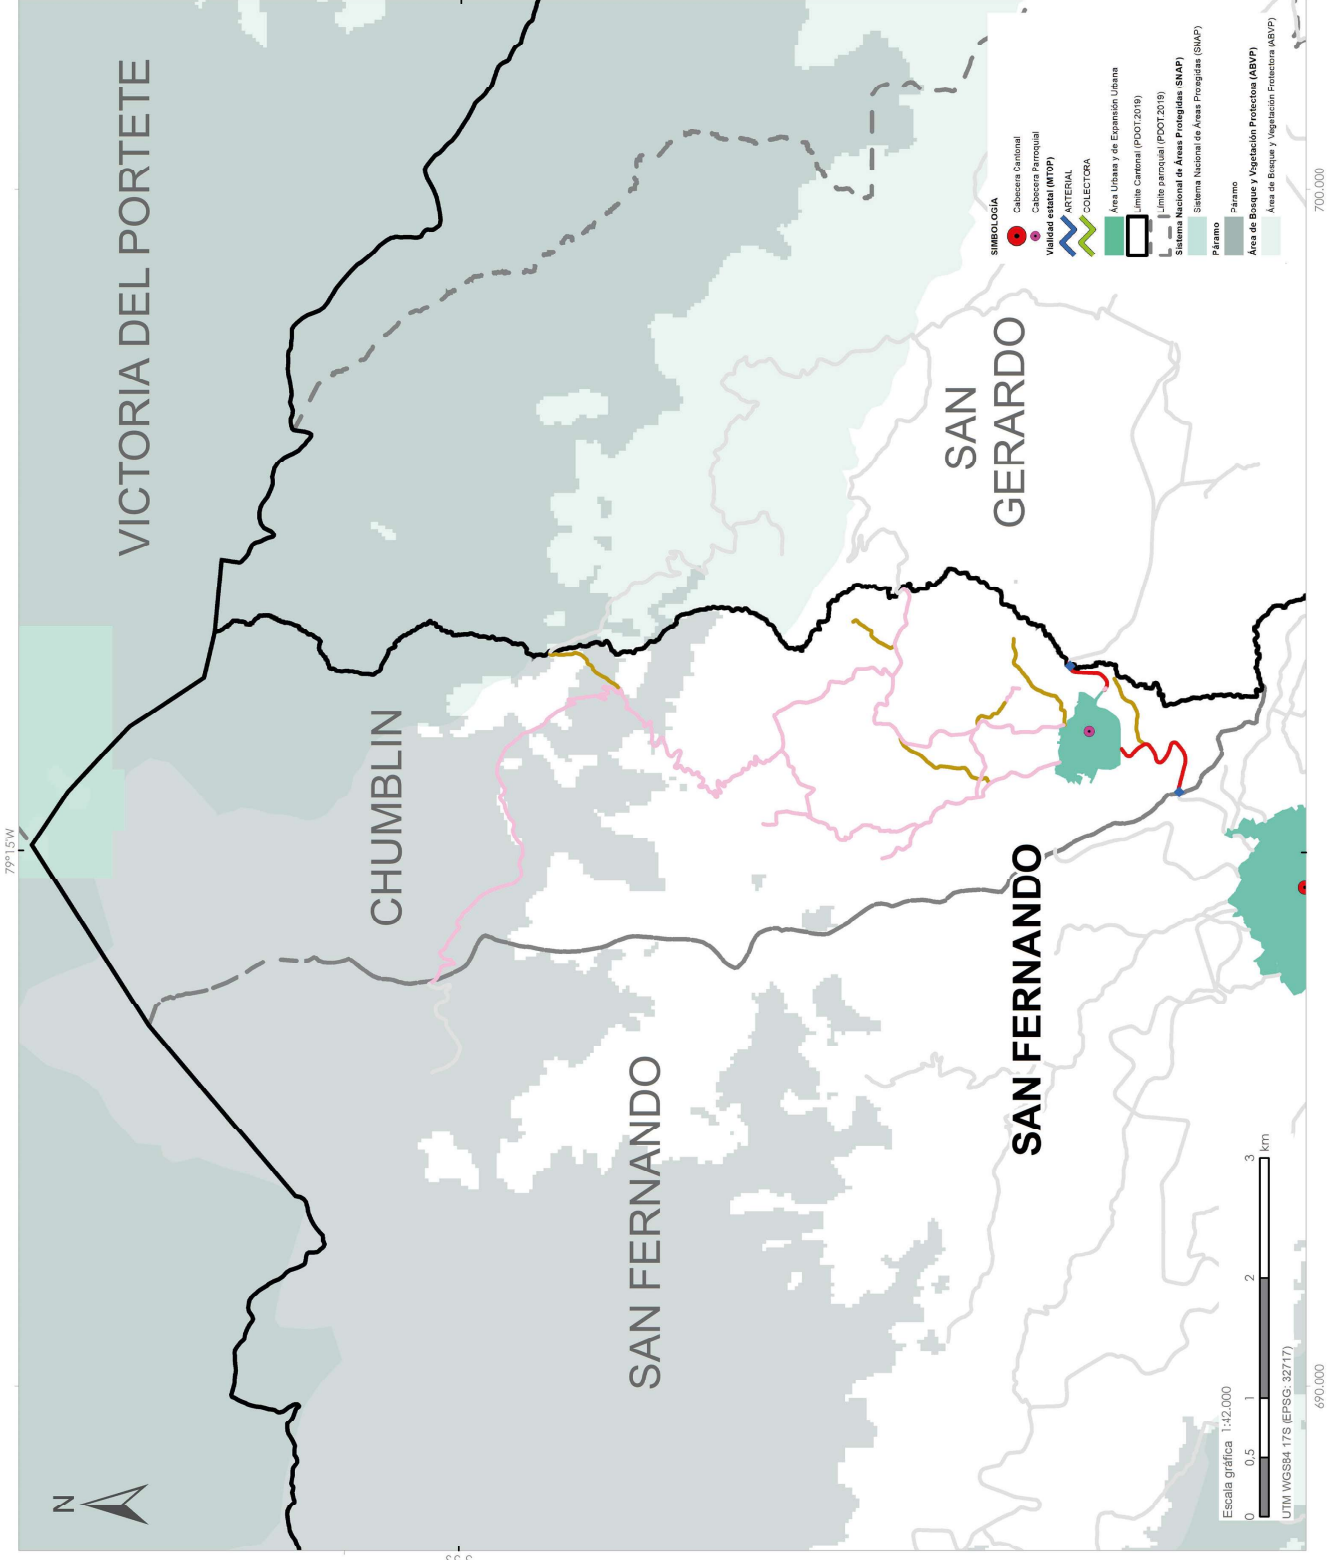 VICTORIA DEL PORTETE
CHUMBLIN
SAN FERNANDO
SAN
GERARDO
SAN FERNANDO
79°15'W
N
Escala gráfica 1:42.000
0 0,5 1 2 3
km
UTM WGS84 17S (EPSG: 32717)
690.000
700.000
SIMBOLOGÍA
Cabecera Cantonal
Cabecera Parroquial
Vialidad estatal (MTOP)
ARTERIAL
COLECTORA
Área Urbana y de Expansión Urbana
Límite Cantonal (PDOT.2019)
Límite parroquial (PDOT.2019)
Sistema Nacional de Áreas Protegidas (SNAP)
Sistema Nacional de Áreas Protegidas (SNAP)
Páramo
Páramo
Área de Bosque y Vegetación Protectora (ABVP)
Área de Bosque y Vegetación Protectora (ABVP)